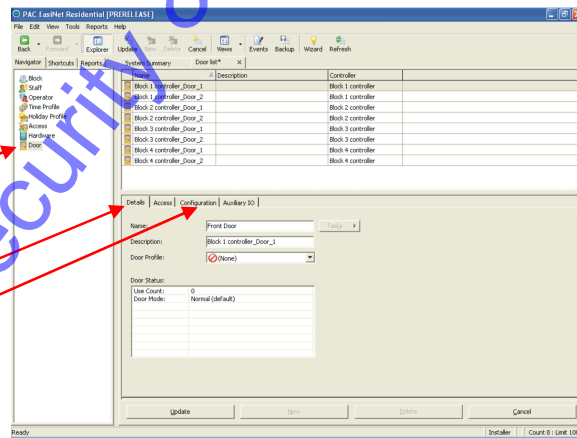 PAC EasiNet Residential [PRERELEASE]
File Edit View Tools Reports Help
Back Forward Explorer Update New Delete Cancel Views Events Backup Wizard Refresh
Navigator Shortcuts Reports System Summary Door list* ×
Block
Staff
Operator
Time Profile
Holiday Profile
Access
Hardware
Door
Name Description Controller
Block 1 controller_Door_1 Block 1 controller
Block 1 controller_Door_2 Block 1 controller
Block 2 controller_Door_1 Block 2 controller
Block 2 controller_Door_2 Block 2 controller
Block 3 controller_Door_1 Block 3 controller
Block 3 controller_Door_2 Block 3 controller
Block 4 controller_Door_1 Block 4 controller
Block 4 controller_Door_2 Block 4 controller
Details Access Configuration Auxiliary IO
Name: Front Door Tasks
Description: Block 1 controller_Door_1
Door Profile: (None)
Door Status:
Use Count: 0
Door Mode: Normal (default)
Update New Delete Cancel
Ready Installer Count 8 : Limit 100
curity